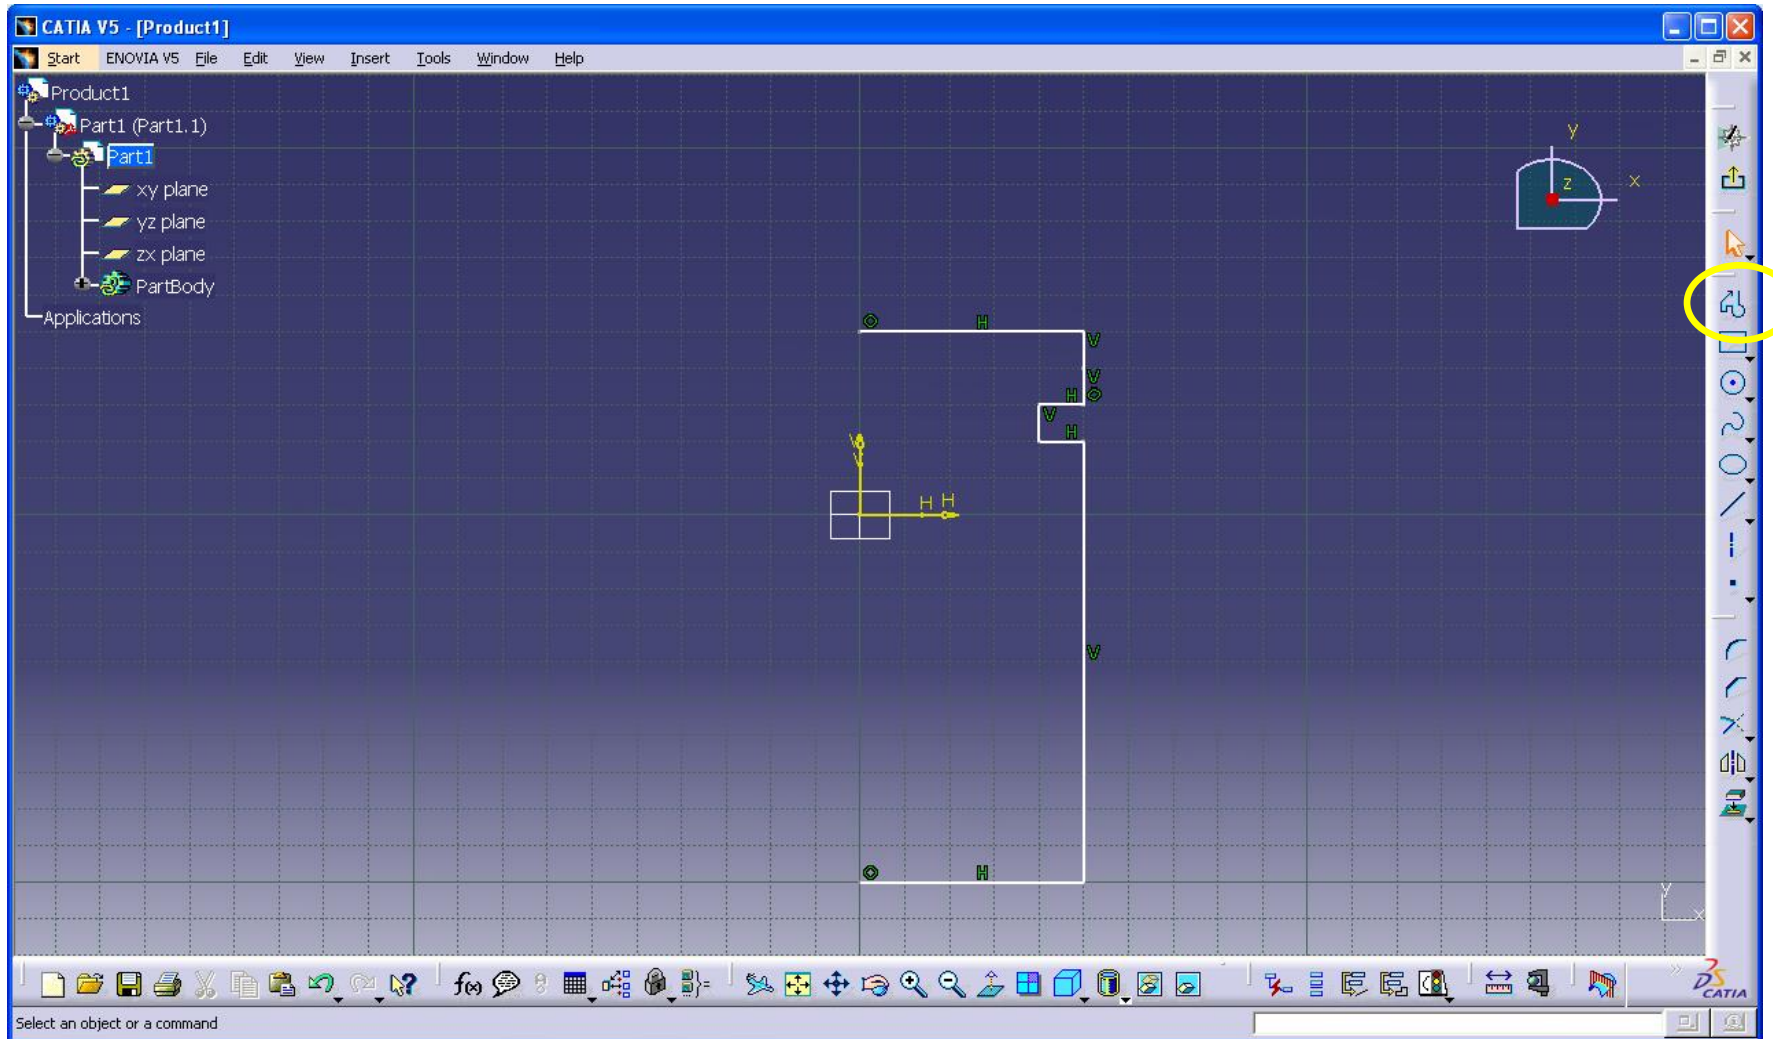 CATIA V5 - [Product1]
Start ENOVIA V5 File Edit View Insert Tools Window Help
Product1
Part1 (Part1.1)
Part1
xy plane
yz plane
zx plane
PartBody
Applications
y
x
z
H
V
V
H
V
H
V
H H
V
V
H
y
x
f(x)
CATIA
Select an object or a command